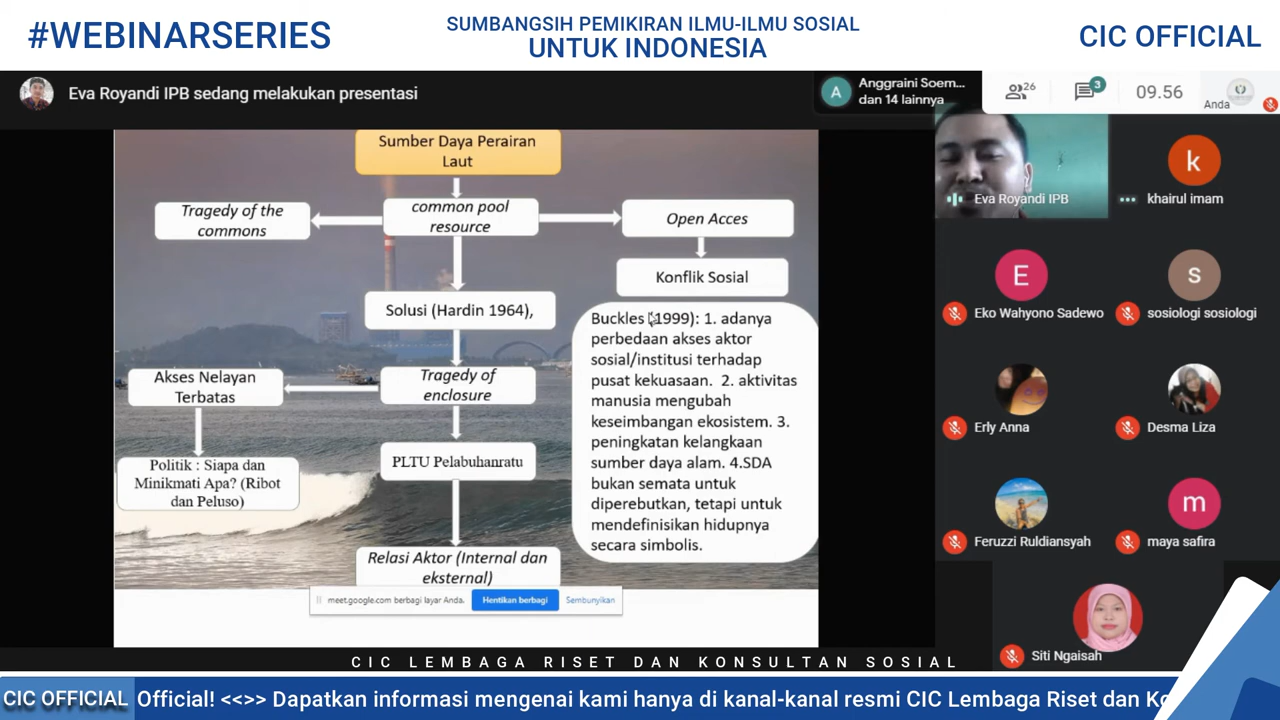 #WEBINARSERIES
SUMBANGSIH PEMIKIRAN ILMU-ILMU SOSIAL
UNTUK INDONESIA
CIC OFFICIAL
Eva Royandi IPB sedang melakukan presentasi
A
Anggraini Soem...
dan 14 lainnya
26
3
09.56
Anda
Sumber Daya Perairan
Laut
Tragedy of the
commons
common pool
resource
Open Acces
Konflik Sosial
Solusi (Hardin 1964),
Akses Nelayan
Terbatas
Tragedy of
enclosure
PLTU Pelabuhanratu
Politik : Siapa dan
Minikmati Apa? (Ribot
dan Peluso)
Relasi Aktor (Internal dan
eksternal)
Buckles (1999): 1. adanya
perbedaan akses aktor
sosial/institusi terhadap
pusat kekuasaan. 2. aktivitas
manusia mengubah
keseimbangan ekosistem. 3.
peningkatan kelangkaan
sumber daya alam. 4.SDA
bukan semata untuk
diperebutkan, tetapi untuk
mendefinisikan hidupnya
secara simbolis.
meet.google.com berbagi layar Anda.
Hentikan berbagi
Sembunyikan
Eva Royandi IPB
k
khairul imam
E
Eko Wahyono Sadewo
s
sosiologi sosiologi
Erly Anna
Desma Liza
Feruzzi Ruldiansyah
m
maya safira
Siti Ngaisah
CIC LEMBAGA RISET DAN KONSULTAN SOSIAL
CIC OFFICIAL
Official! <<>> Dapatkan informasi mengenai kami hanya di kanal-kanal resmi CIC Lembaga Riset dan